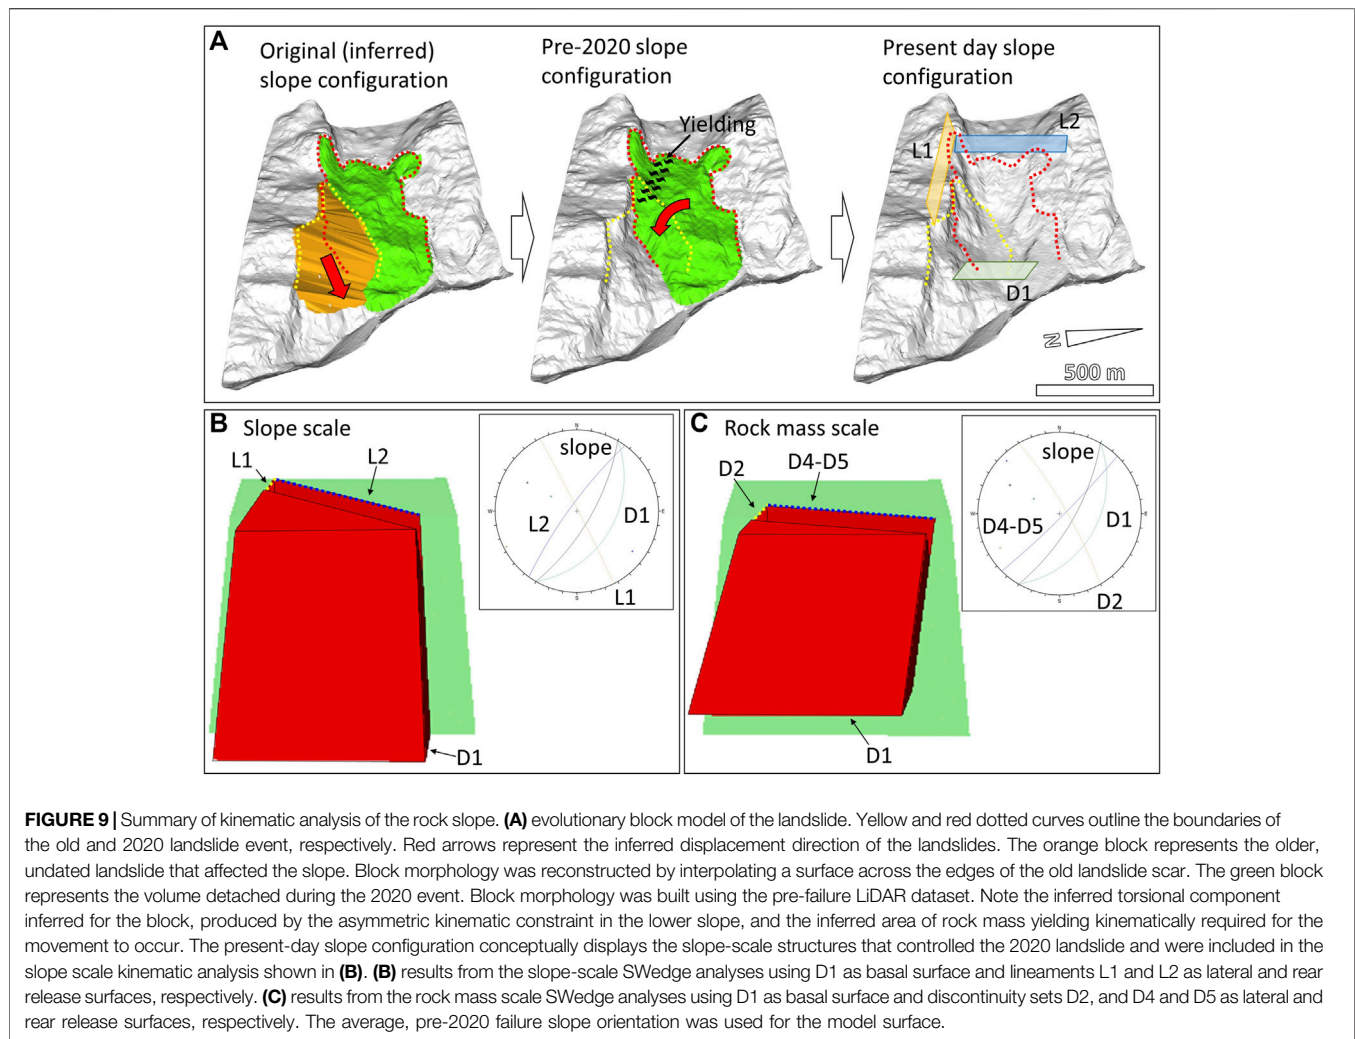 A
Original (inferred)
slope configuration
Pre-2020 slope
configuration
Present day slope
configuration
Yielding
L1
L2
D1
N
500 m
B Slope scale
L1
L2
D1
N
slope
W
E
L2
D1
S
L1
C Rock mass scale
D2
D4-D5
D1
N
slope
W
E
D4-D5
D1
S
D2
FIGURE 9 | Summary of kinematic analysis of the rock slope. (A) evolutionary block model of the landslide. Yellow and red dotted curves outline the boundaries of
the old and 2020 landslide event, respectively. Red arrows represent the inferred displacement direction of the landslides. The orange block represents the older,
undated landslide that affected the slope. Block morphology was reconstructed by interpolating a surface across the edges of the old landslide scar. The green block
represents the volume detached during the 2020 event. Block morphology was built using the pre-failure LiDAR dataset. Note the inferred torsional component
inferred for the block, produced by the asymmetric kinematic constraint in the lower slope, and the inferred area of rock mass yielding kinematically required for the
movement to occur. The present-day slope configuration conceptually displays the slope-scale structures that controlled the 2020 landslide and were included in the
slope scale kinematic analysis shown in (B). (B) results from the slope-scale SWedge analyses using D1 as basal surface and lineaments L1 and L2 as lateral and rear
release surfaces, respectively. (C) results from the rock mass scale SWedge analyses using D1 as basal surface and discontinuity sets D2, and D4 and D5 as lateral and
rear release surfaces, respectively. The average, pre-2020 failure slope orientation was used for the model surface.